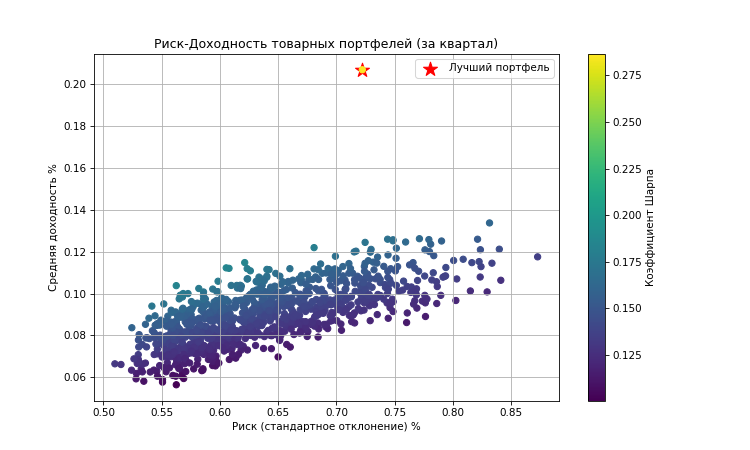 Риск-Доходность товарных портфелей (за квартал)
Лучший портфель
Средняя доходность %
0.20
0.18
0.16
0.14
0.12
0.10
0.08
0.06
0.50 0.55 0.60 0.65 0.70 0.75 0.80 0.85
Риск (стандартное отклонение) %
0.275
0.250
0.225
0.200
0.175
0.150
0.125
Коэффициент Шарпа